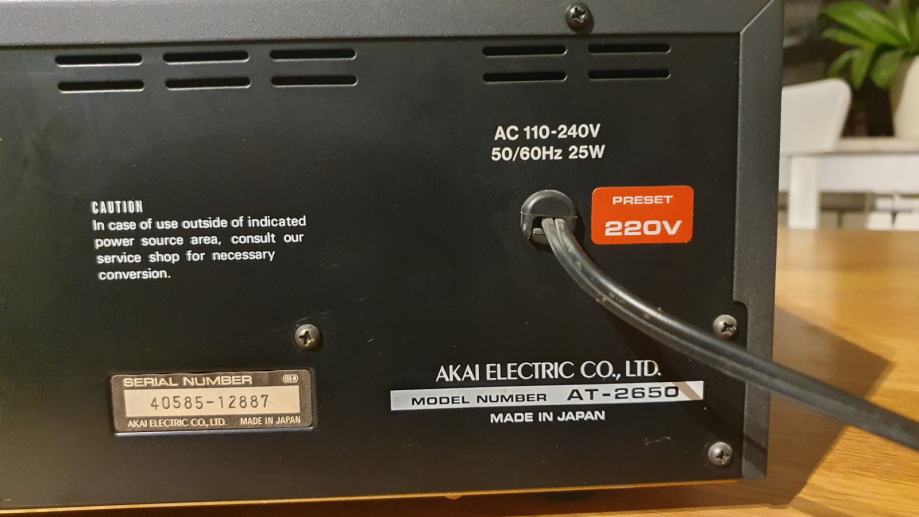 AC 110-240V
50/60Hz 25W
PRESET
220V
CAUTION
In case of use outside of indicated
power source area, consult our
service shop for necessary
conversion.
SERIAL NUMBER
40585-12887
AKAI ELECTRIC CO., LTD. MADE IN JAPAN
AKAI ELECTRIC CO., LTD.
MODEL NUMBER AT-2650
MADE IN JAPAN